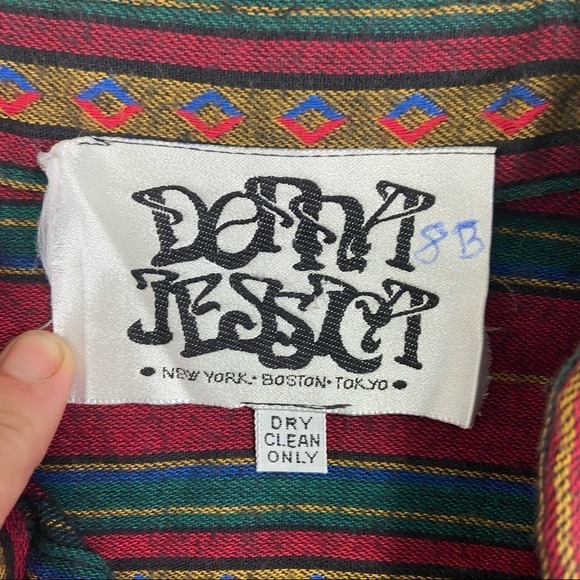 DONNA 8B
JESSICA
• NEW YORK • BOSTON • TOKYO •
DRY
CLEAN
ONLY